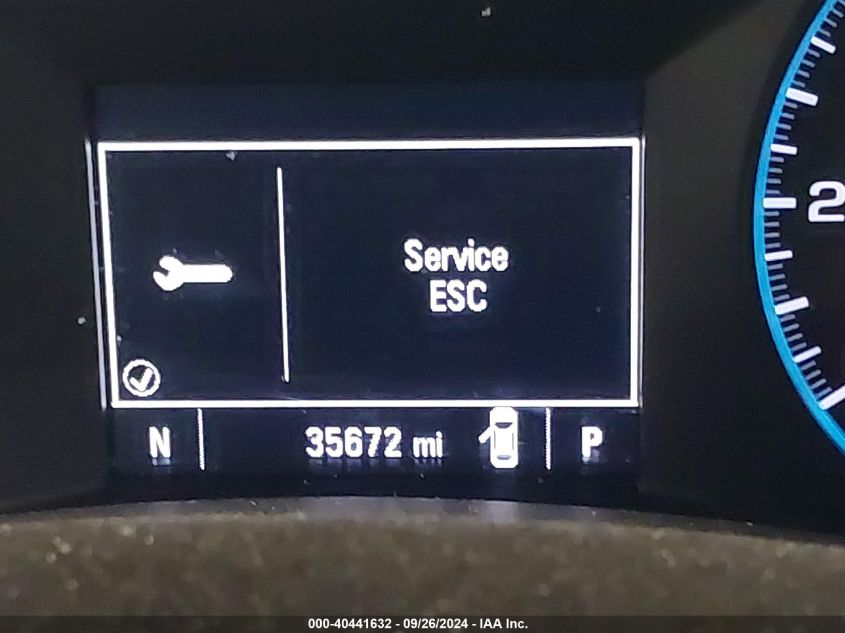 2
Service
ESC
N 35672 mi P
000-40441632 - 09/26/2024 - IAA Inc.